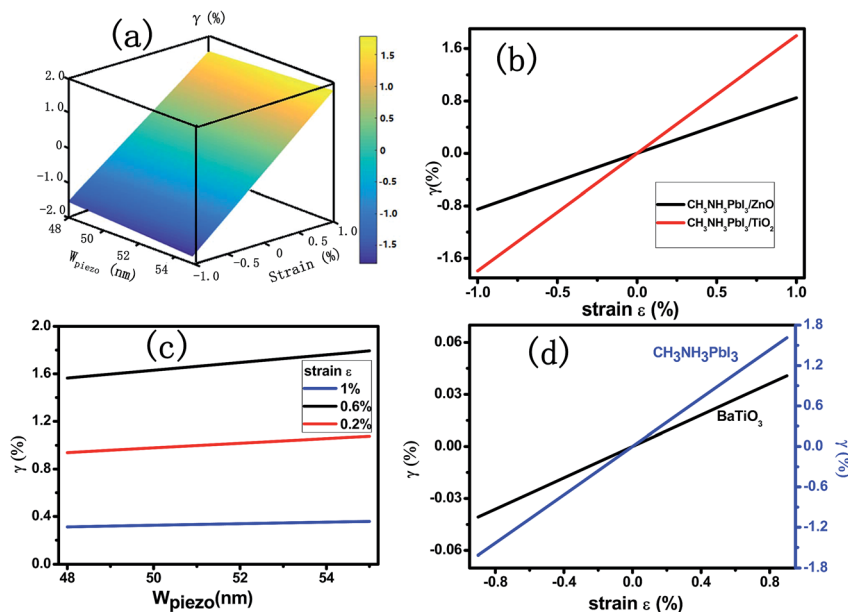 (a)
γ (%)
2.0
1.0
0
-1.0
-2.0
48
50
52
54
W_piezo (nm)
-1.0
-0.5
0
0.5
1.0
Strain (%)
1.5
1.0
0.5
0
-0.5
-1.0
-1.5
(b)
1.6
0.8
0.0
-0.8
-1.6
γ(%)
CH₃NH₃PbI₃/ZnO
CH₃NH₃PbI₃/TiO₂
-1.0 -0.5 0.0 0.5 1.0
strain ε (%)
(c)
2.0
1.6
1.2
0.8
0.4
0.0
γ (%)
strain ε
1%
0.6%
0.2%
48 50 52 54
W_piezo(nm)
(d)
0.06
0.03
0.00
-0.03
-0.06
γ (%)
CH₃NH₃PbI₃
BaTiO₃
1.8
1.2
0.6
0.0
-0.6
-1.2
-1.8
γ (%)
-0.8 -0.4 0.0 0.4 0.8
strain ε (%)